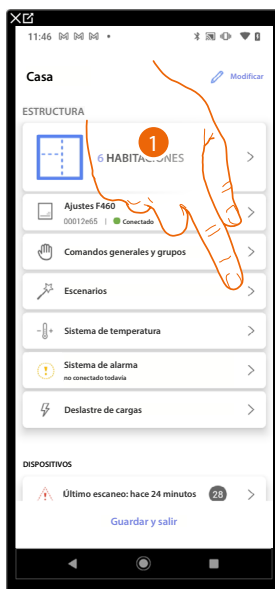 11:46
Casa
Modificar
ESTRUCTURA
1
6 HABITACIONES
Ajustes F460
00012e65 | Conectado
Comandos generales y grupos
Escenarios
Sistema de temperatura
Sistema de alarma
no conectado todavía
Deslastre de cargas
DISPOSITIVOS
Último escaneo: hace 24 minutos 28
Guardar y salir